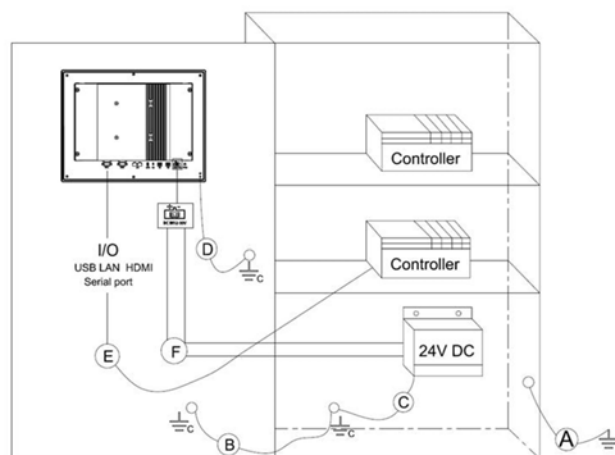 Controller
Controller
I/O
USB LAN HDMI
Serial port
D
C
E
F
24V DC
C
C
B
C
A